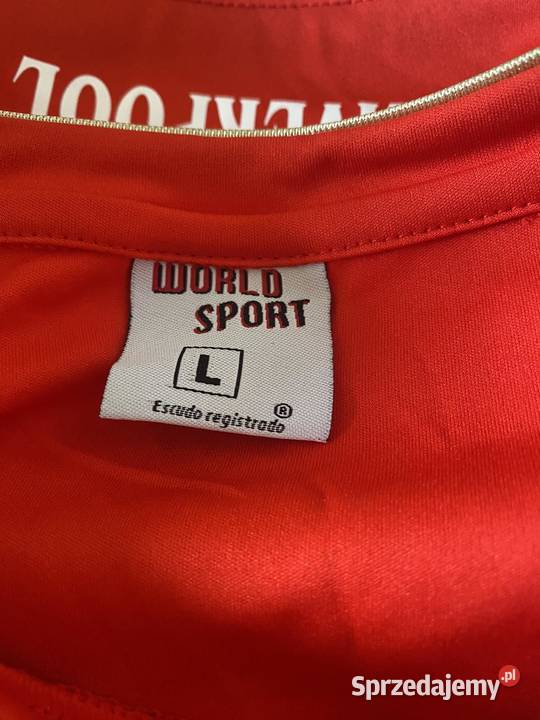 WORLD
SPORT
L
Escudo registrado ®
Sprzedajemy.pl